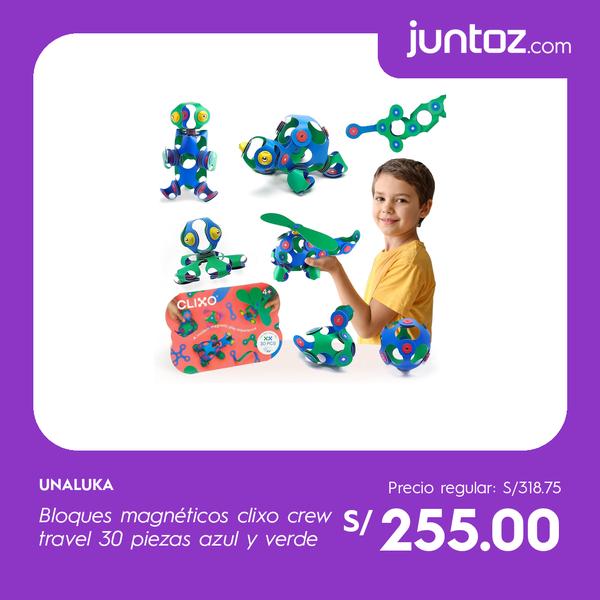 juntoz.com
CLIXO®
4+
30 PCS
UNALUKA
Bloques magnéticos clixo crew
travel 30 piezas azul y verde
Precio regular: S/318.75
S/ 255.00